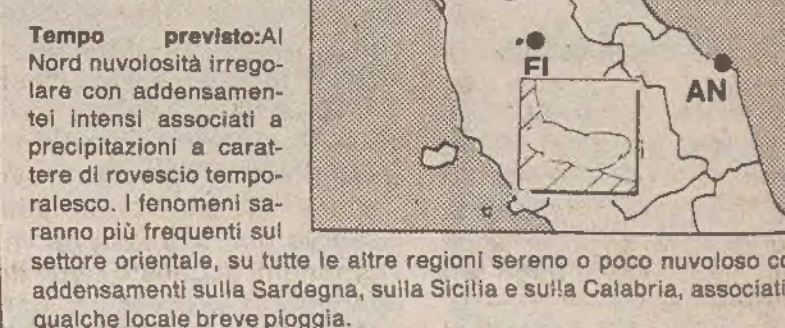 Tempo previsto:Al
Nord nuvolosità irrego-
lare con addensamen-
tei intensi associati a
precipitazioni a carat-
tere di rovescio tempo-
ralesco. I fenomeni sa-
ranno più frequenti sul
settore orientale, su tutte le altre regioni sereno o poco nuvoloso co
addensamenti sulla Sardegna, sulla Sicilia e sulla Calabria, associati
qualche locale breve pioggia.
FI
AN